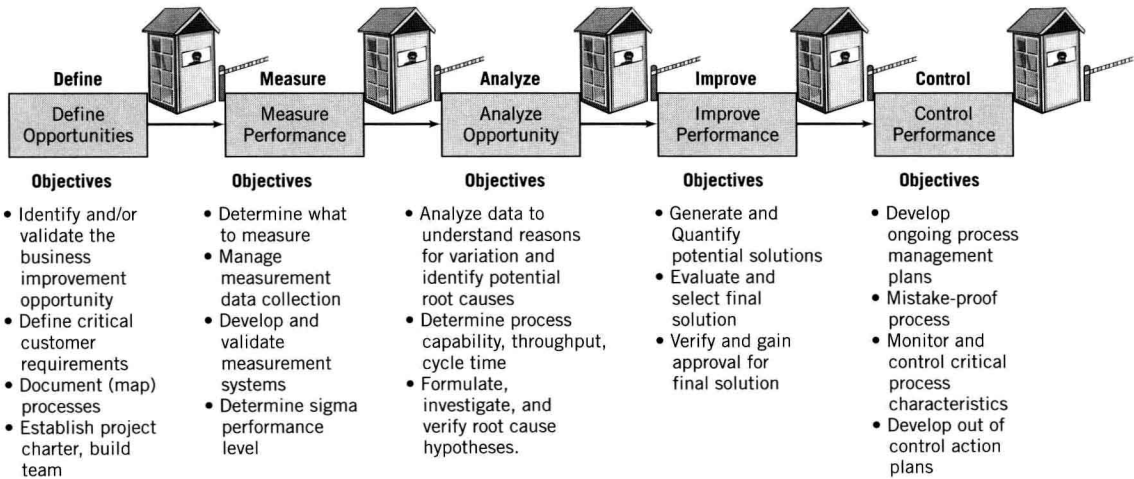 Define
Define
Opportunities
Objectives
• Identify and/or
validate the
business
improvement
opportunity
• Define critical
customer
requirements
• Document (map)
processes
• Establish project
charter, build
team
Measure
Measure
Performance
Objectives
• Determine what
to measure
• Manage
measurement
data collection
• Develop and
validate
measurement
systems
• Determine sigma
performance
level
Analyze
Analyze
Opportunity
Objectives
• Analyze data to
understand reasons
for variation and
identify potential
root causes
• Determine process
capability, throughput,
cycle time
• Formulate,
investigate, and
verify root cause
hypotheses.
Improve
Improve
Performance
Objectives
• Generate and
Quantify
potential solutions
• Evaluate and
select final
solution
• Verify and gain
approval for
final solution
Control
Control
Performance
Objectives
• Develop
ongoing process
management
plans
• Mistake-proof
process
• Monitor and
control critical
process
characteristics
• Develop out of
control action
plans